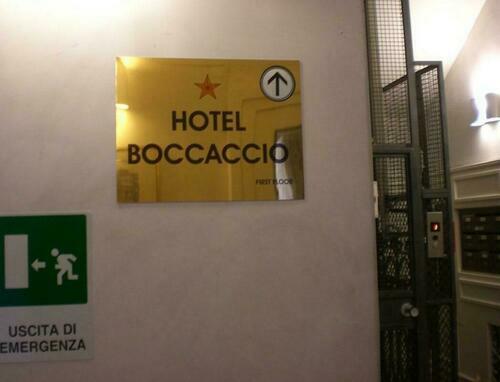 HOTEL
BOCCACCIO
FIRST FLOOR
USCITA DI
EMERGENZA